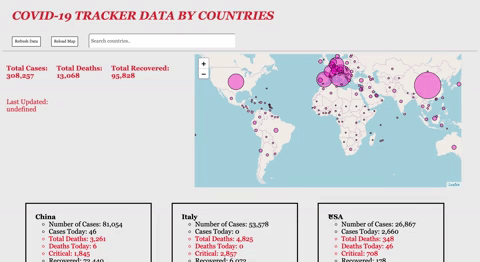 COVID-19 TRACKER DATA BY COUNTRIES
Refresh Data
Reload Map
Search countries..
Total Cases:
308,257
Total Deaths:
13,068
Total Recovered:
95,828
Last Updated:
undefined
+
−
Leaflet
China
Number of Cases: 81,054
Cases Today: 46
Total Deaths: 3,261
Deaths Today: 6
Critical: 1,845
Recovered: 72,440
Italy
Number of Cases: 53,578
Cases Today: 0
Total Deaths: 4,825
Deaths Today: 0
Critical: 2,857
Recovered: 6,072
USA
Number of Cases: 26,867
Cases Today: 2,660
Total Deaths: 348
Deaths Today: 46
Critical: 708
Recovered: 178